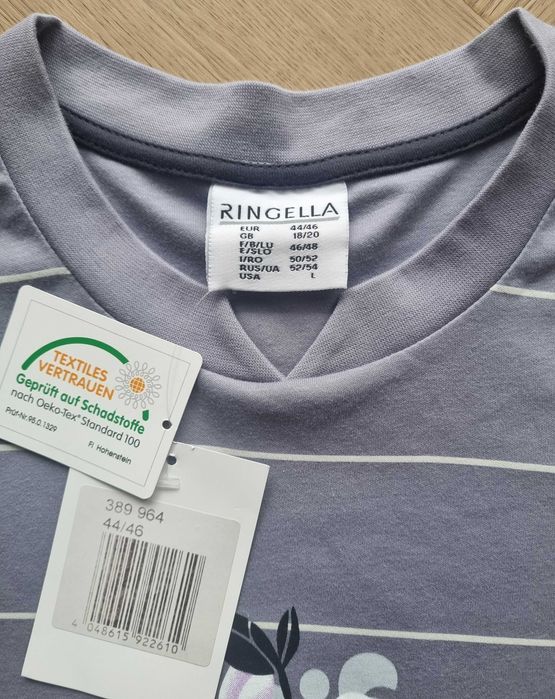 RINGELLA
EUR 44/46
GB 18/20
F/B/LU 46/48
E/SLO
I/RO 50/52
RUS/UA 52/54
USA L
TEXTILES
VERTRAUEN
Geprüft auf Schadstoffe
nach Oeko-Tex® Standard 100
Prüf-Nr.95.0.1329
FI Hohenstein
389 964
44/46
4 048615 922610